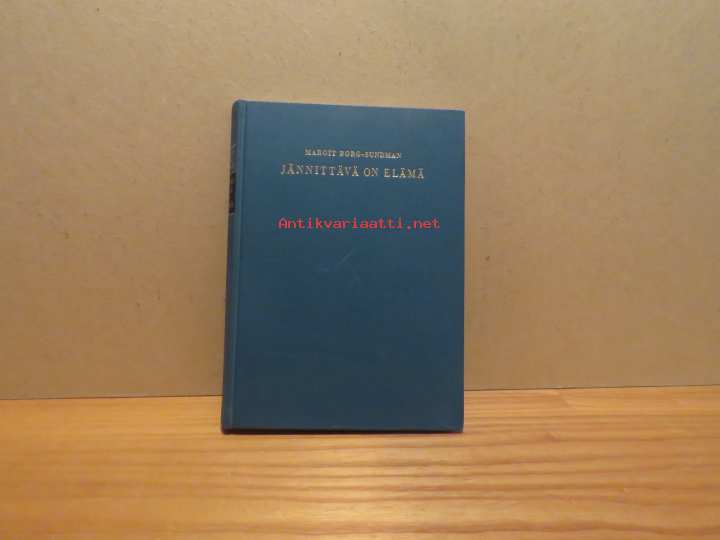 MARGIT BORG-SUNDMAN
JÄNNITTÄVÄ ON ELÄMÄ
Antikvariaatti.net